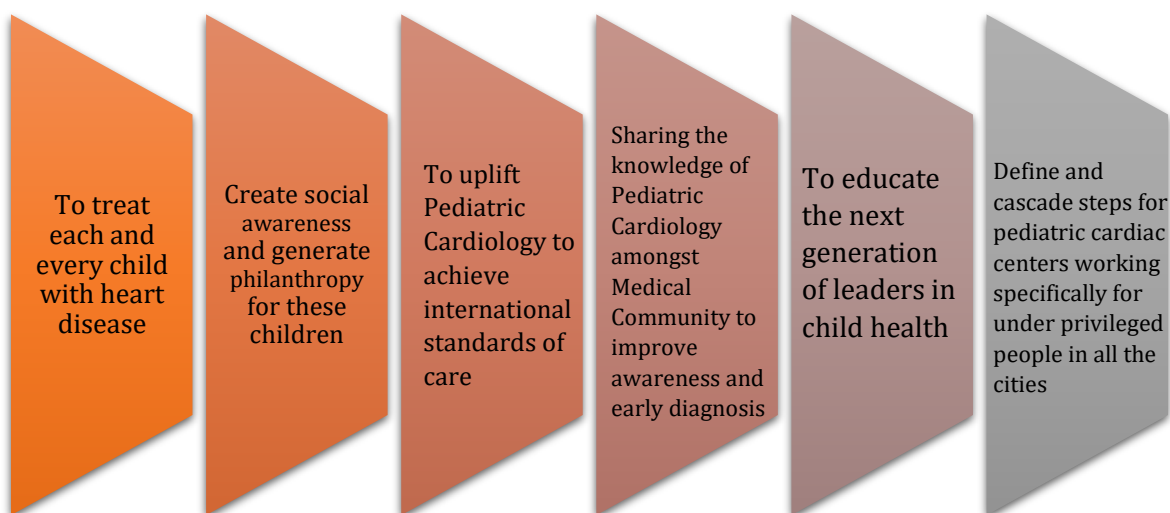 To treat
each and
every child
with heart
disease
Create social
awareness
and generate
philanthropy
for these
children
To uplift
Pediatric
Cardiology to
achieve
international
standards of
care
Sharing the
knowledge of
Pediatric
Cardiology
amongst
Medical
Community to
improve
awareness and
early diagnosis
To educate
the next
generation
of leaders in
child health
Define and
cascade steps for
pediatric cardiac
centers working
specifically for
under privileged
people in all the
cities